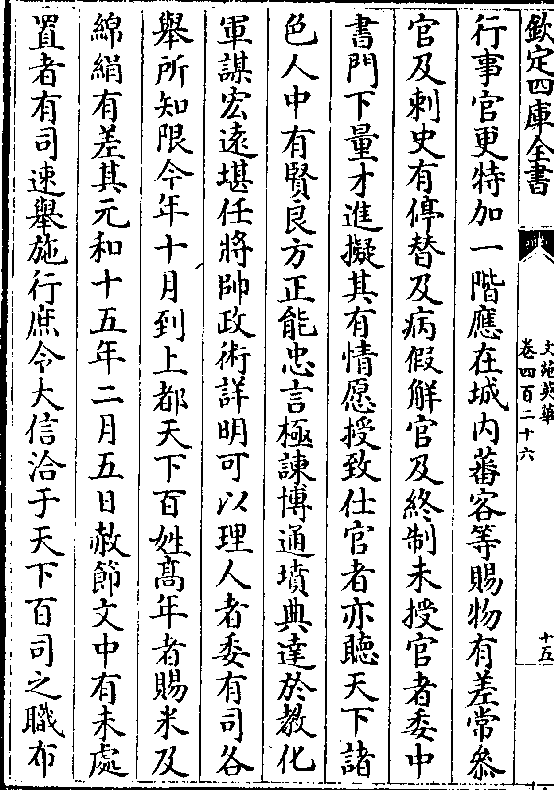 欽定四庫全書
文苑英華
卷四百二十六
十五
行事官更特加一階應在城内蕃客等賜物有差常叅
官及刺史有停替及病假解官及終制未授官者委中
書門下量才進擬其有情愿授致仕官者亦聽天下諸
色人中有賢良方正能忠言極諫博通墳典達於教化
軍謀宏遠堪任將帥政術詳明可以理人者委有司各
舉所知限今年十月到上都天下百姓髙年者賜米及
綿絹有差其元和十五年二月五日赦節文中有未處
置者有司速舉施行庶令大信洽于天下百司之職布